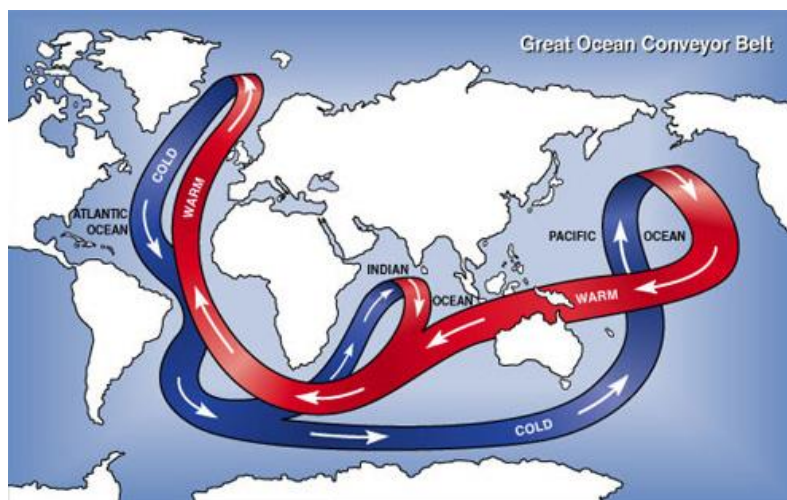 Great Ocean Conveyor Belt
COLD
WARM
ATLANTIC
OCEAN
PACIFIC
OCEAN
INDIAN
OCEAN
WARM
COLD